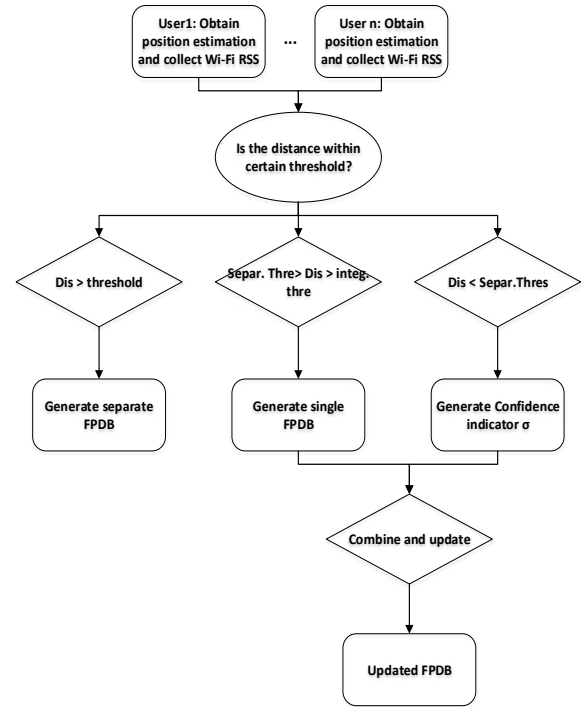 User1: Obtain
position estimation
and collect Wi-Fi RSS
...
User n: Obtain
position estimation
and collect Wi-Fi RSS
Is the distance within
certain threshold?
Dis > threshold
Separ. Thre> Dis > integ.
thre
Dis < Separ.Thres
Generate separate
FPDB
Generate single
FPDB
Generate Confidence
indicator σ
Combine and update
Updated FPDB